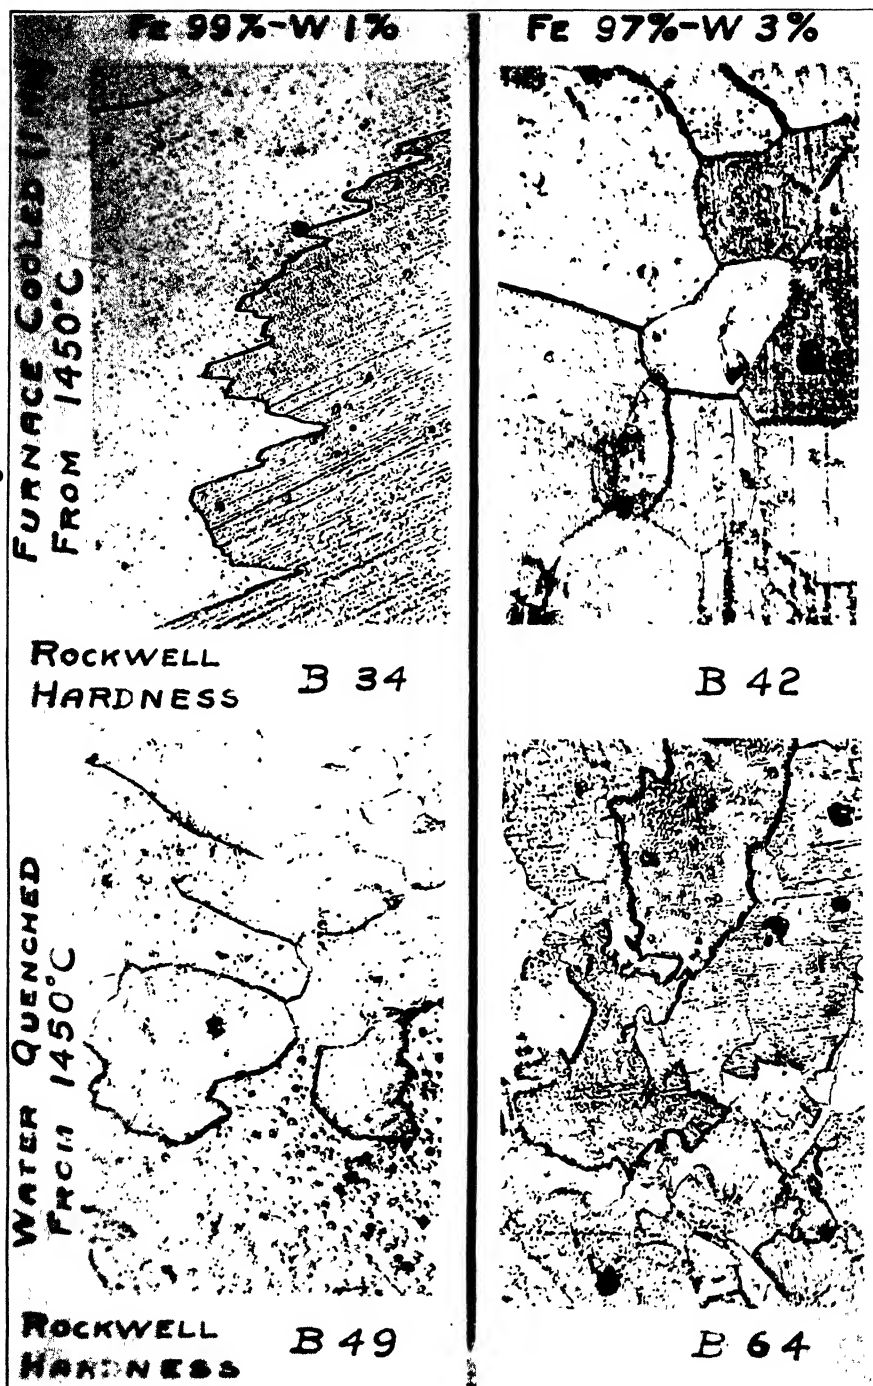 Fe 99%-W 1%
Fe 97%-W 3%
Furnace Cooled
From 1450°C
Rockwell
Hardness
B 34
B 42
Water Quenched
From 1450°C
Rockwell
Hardness
B 49
B 64